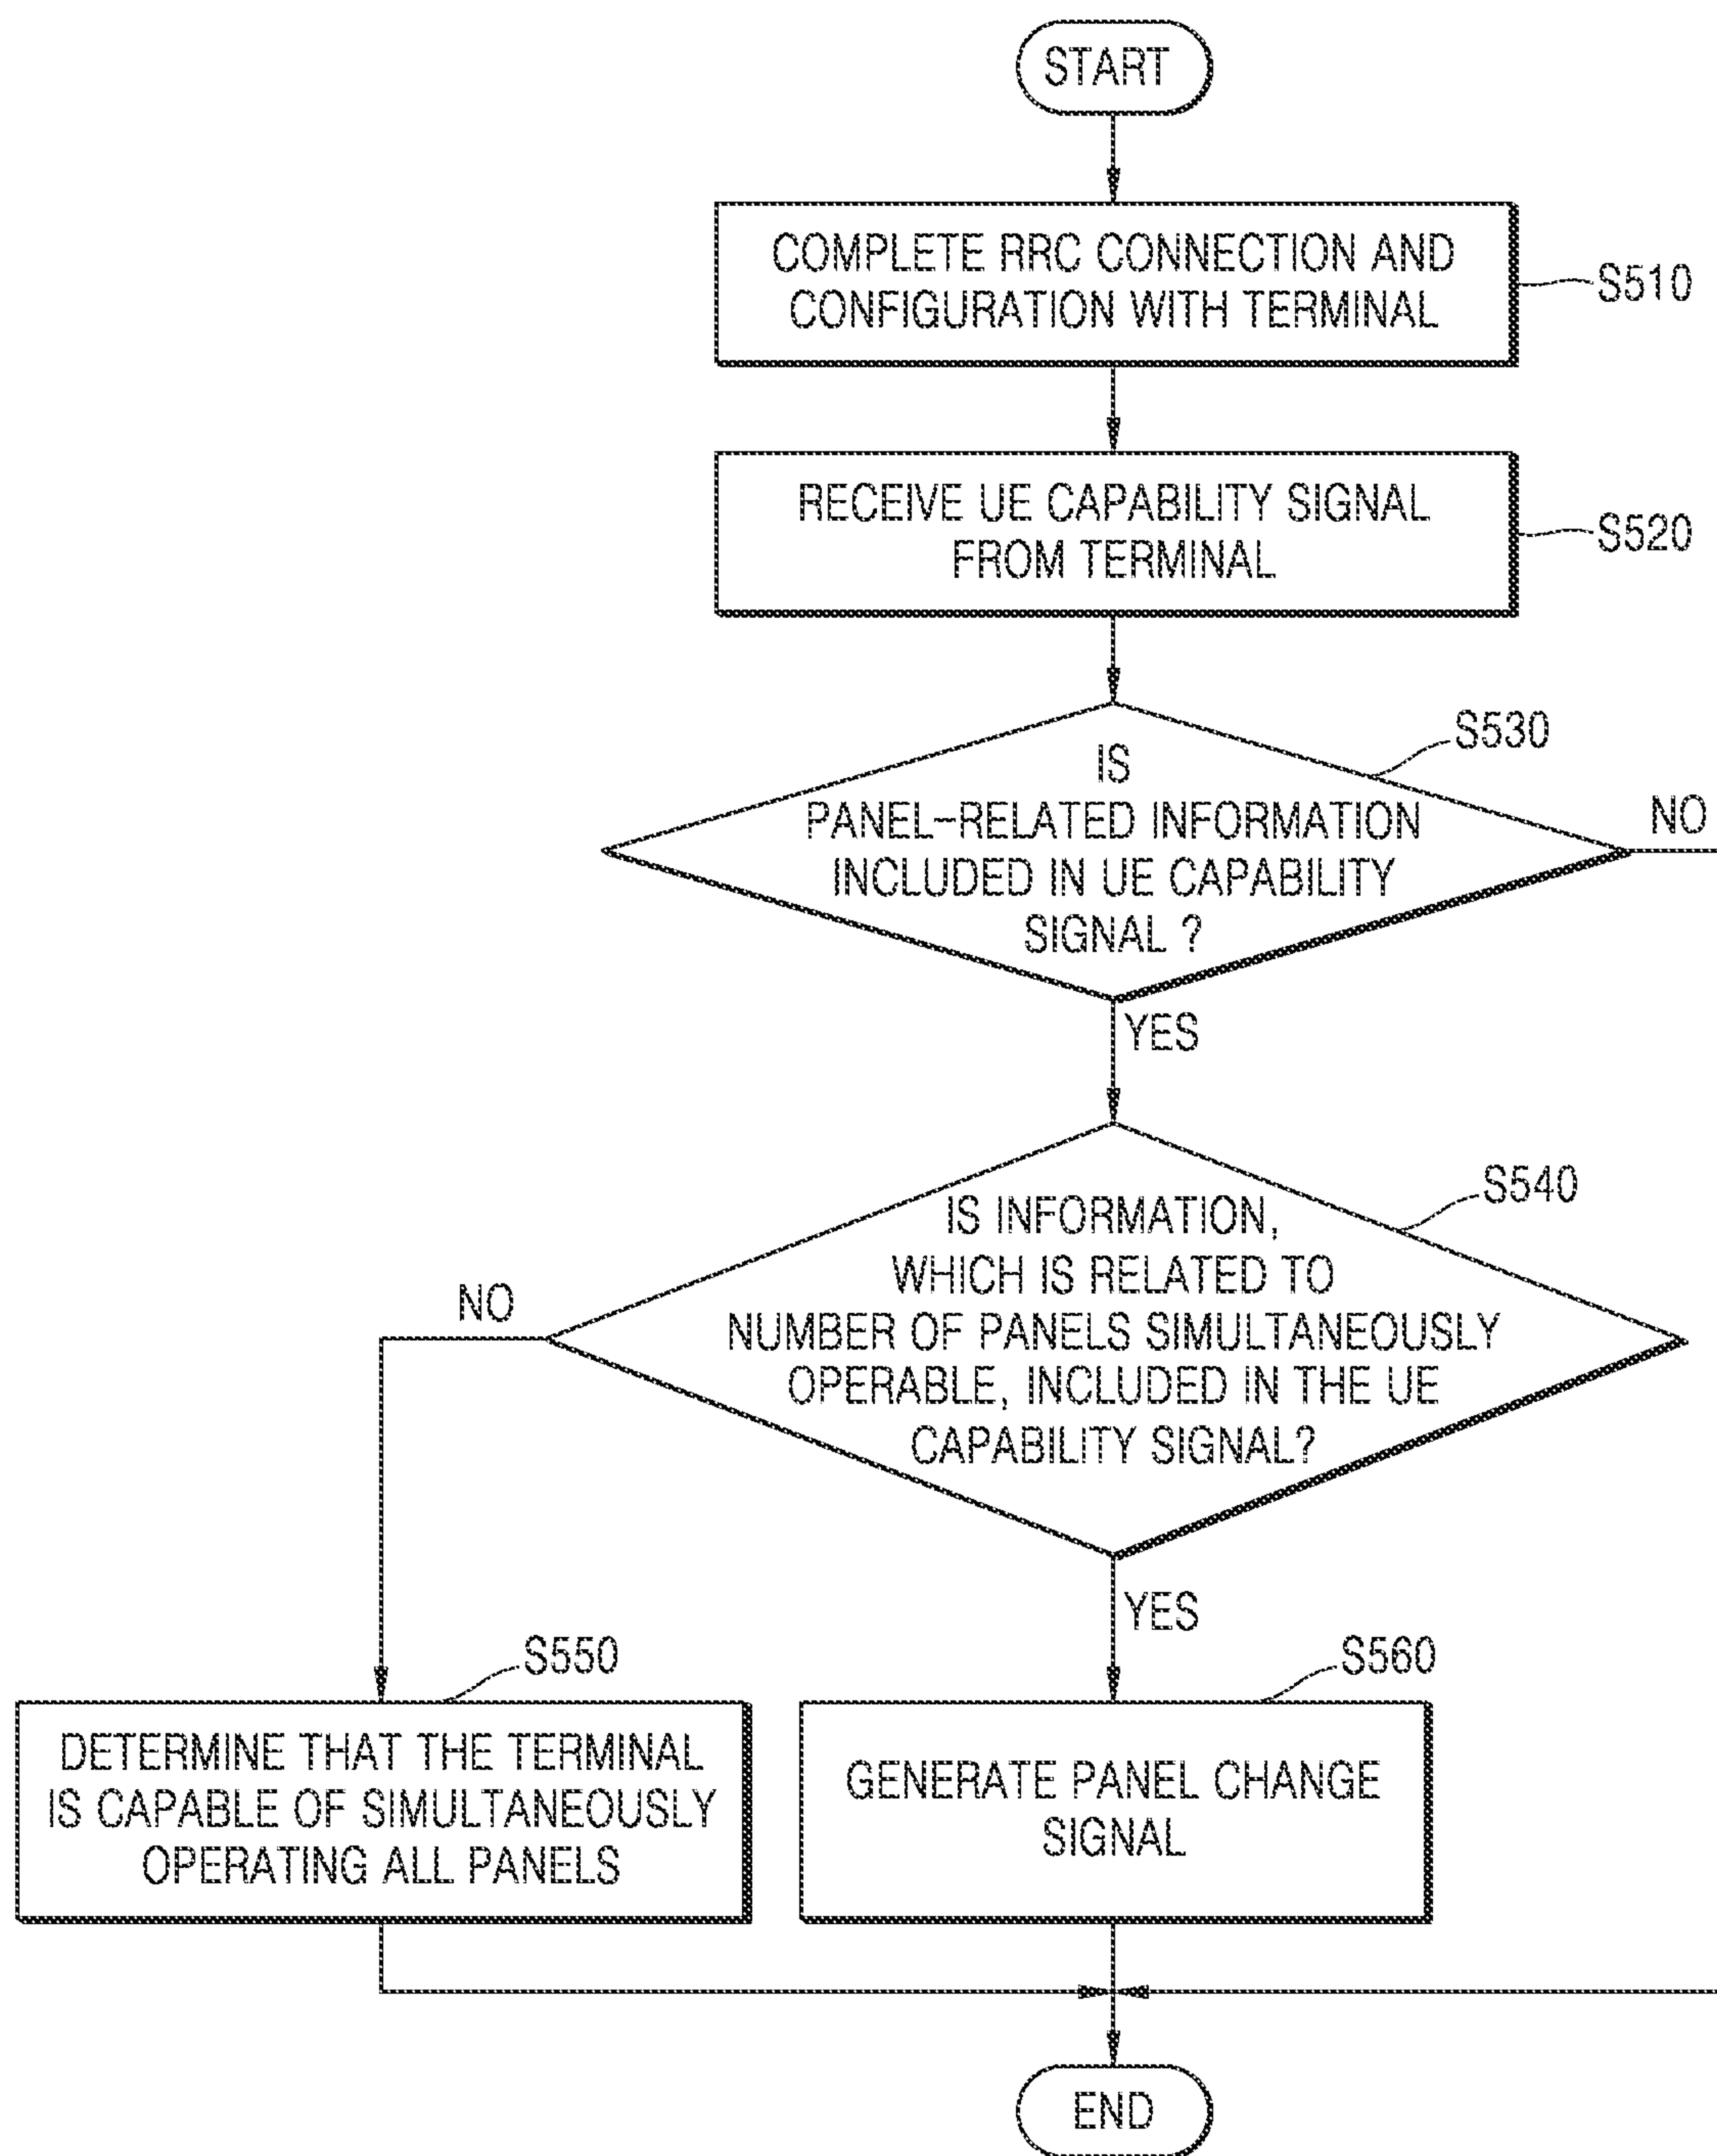 START
COMPLETE RRC CONNECTION AND
CONFIGURATION WITH TERMINAL
S510
RECEIVE UE CAPABILITY SIGNAL
FROM TERMINAL
S520
S530
IS
PANEL-RELATED INFORMATION
INCLUDED IN UE CAPABILITY
SIGNAL ?
NO
YES
S540
IS INFORMATION,
WHICH IS RELATED TO
NUMBER OF PANELS SIMULTANEOUSLY
OPERABLE, INCLUDED IN THE UE
CAPABILITY SIGNAL?
NO
YES
S550
DETERMINE THAT THE TERMINAL
IS CAPABLE OF SIMULTANEOUSLY
OPERATING ALL PANELS
S560
GENERATE PANEL CHANGE
SIGNAL
END